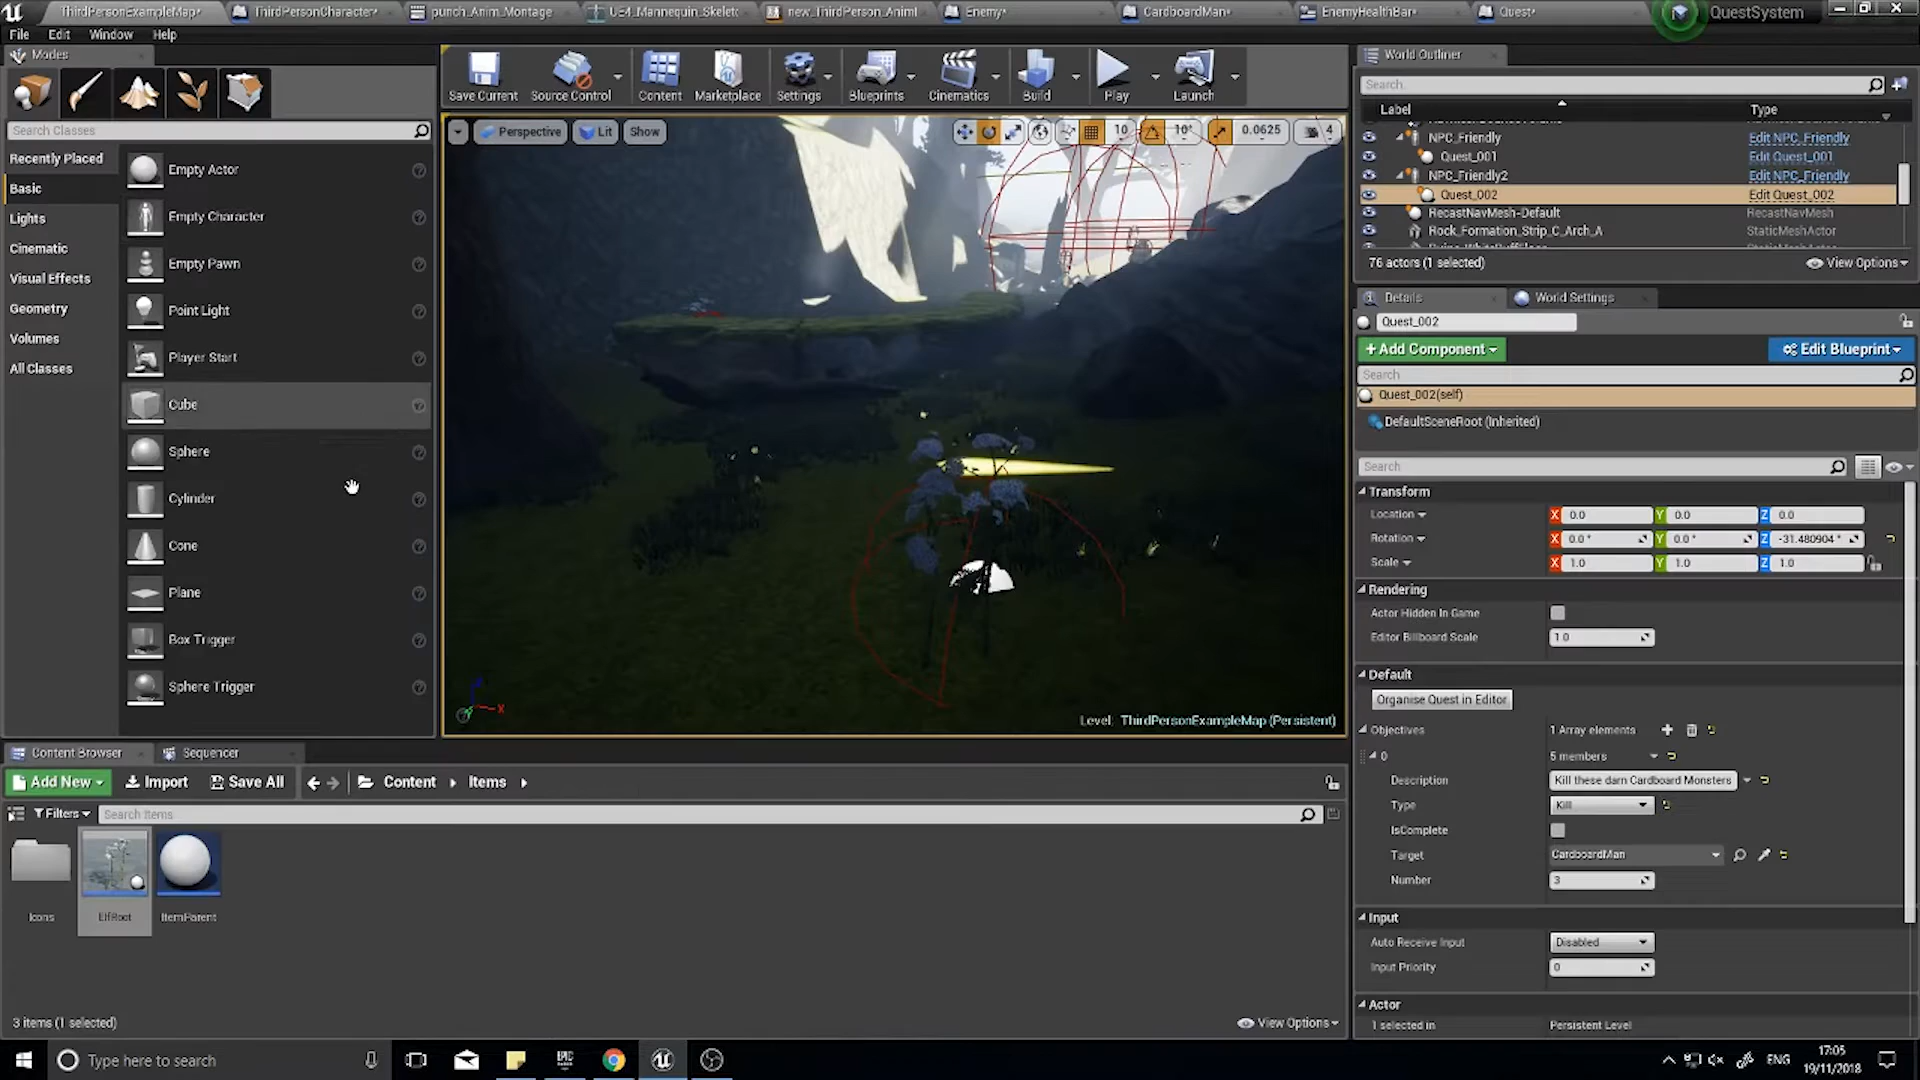 ThirdPersonExampleMap*
ThirdPersonCharacter*
punch_Anim_Montage
UE4_Mannequin_Skeletc
new_ThirdPerson_AnimI
Enemy*
CardboardMan*
EnemyHealthBar*
Quest*
QuestSystem
File
Edit
Window
Help
Modes
Search Classes
Recently Placed
Basic
Lights
Cinematic
Visual Effects
Geometry
Volumes
All Classes
Empty Actor
Empty Character
Empty Pawn
Point Light
Player Start
Cube
Sphere
Cylinder
Cone
Plane
Box Trigger
Sphere Trigger
Save Current
Source Control
Content
Marketplace
Settings
Blueprints
Cinematics
Build
Play
Launch
Perspective
Lit
Show
10
10°
0.0625
4
X
Level: ThirdPersonExampleMap (Persistent)
World Outliner
Search.
Label
Type
NPC_Friendly
Edit NPC_Friendly
Quest_001
Edit Quest_001
NPC_Friendly2
Edit NPC_Friendly
Quest_002
Edit Quest_002
RecastNavMesh-Default
RecastNavMesh
Rock_Formation_Strip_C_Arch_A
StaticMeshActor
76 actors (1 selected)
View Options
Details
World Settings
Quest_002
+Add Component
Edit Blueprint
Search
Quest_002(self)
DefaultSceneRoot (Inherited)
Search
Transform
Location
X 0.0 Y 0.0 Z 0.0
Rotation
X 0.0 ° Y 0.0 ° Z -31.480904 °
Scale
X 1.0 Y 1.0 Z 1.0
Rendering
Actor Hidden In Game
Editor Billboard Scale
1.0
Default
Organise Quest in Editor
Objectives
1 Array elements
0
5 members
Description
Kill these darn Cardboard Monsters
Type
Kill
IsComplete
Target
CardboardMan
Number
3
Input
Auto Receive Input
Disabled
Input Priority
0
Actor
1 selected in
Persistent Level
Content Browser
Sequencer
Add New
Import
Save All
Content
Items
Filters
Search Items
Icons
ElfRoot
ItemParent
3 items (1 selected)
View Options
Type here to search
EPIC
ENG
17:05
19/11/2018